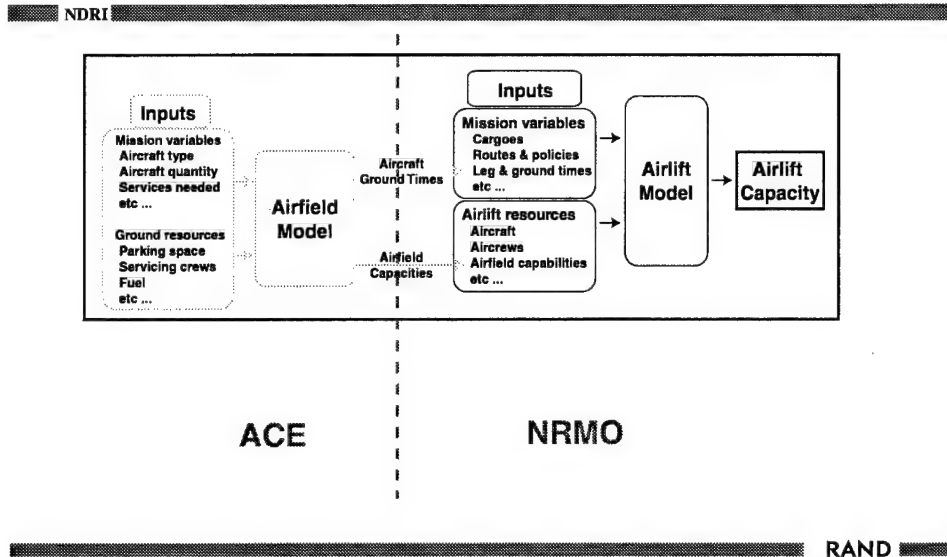 NDRI
Inputs
Mission variables
Aircraft type
Aircraft quantity
Services needed
etc ...
Ground resources
Parking space
Servicing crews
Fuel
etc ...
Airfield
Model
Aircraft
Ground Times
Airfield
Capacities
Inputs
Mission variables
Cargoes
Routes & policies
Leg & ground times
etc ...
Airlift resources
Aircraft
Aircrews
Airfield capabilities
etc ...
Airlift
Model
Airlift
Capacity
ACE
NRMO
RAND